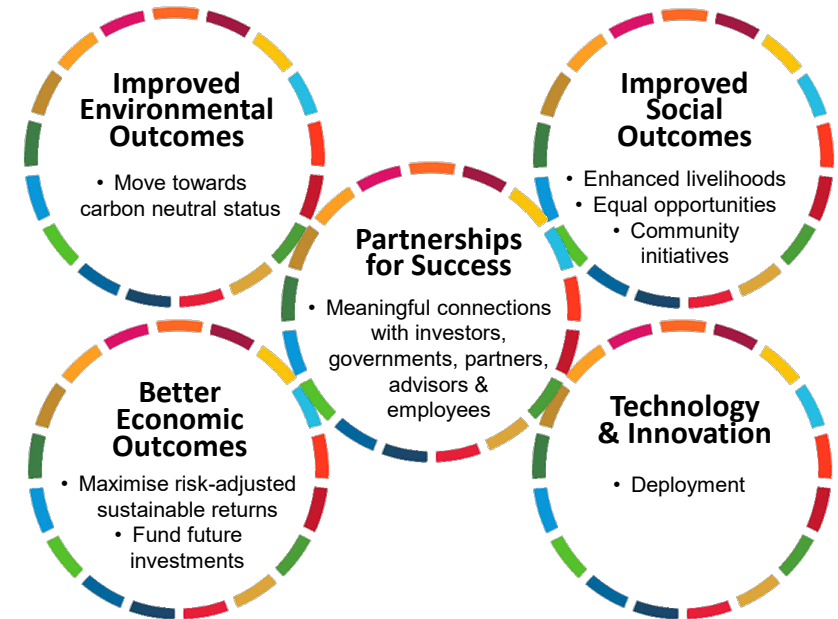 Improved
Environmental
Outcomes
• Move towards
carbon neutral status
Improved
Social
Outcomes
• Enhanced livelihoods
• Equal opportunities
• Community
initiatives
Partnerships
for Success
• Meaningful connections
with investors,
governments, partners,
advisors &
employees
Better
Economic
Outcomes
• Maximise risk-adjusted
sustainable returns
• Fund future
investments
Technology
& Innovation
• Deployment